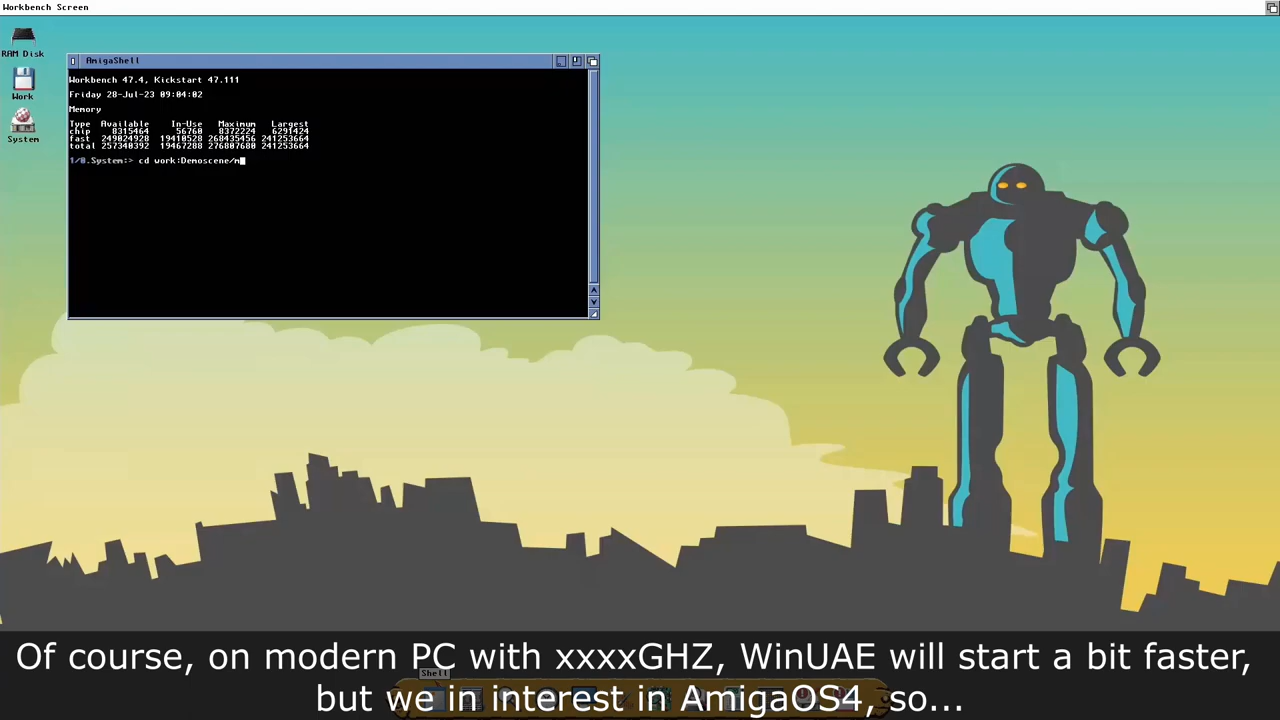 Workbench Screen
RAM Disk
Work
System
AmigaShell
Workbench 47.4, Kickstart 47.111
Friday 28-Jul-23 09:04:02
Memory
Type Available In-Use Maximum Largest
chip 8315464 56760 8372224 6291424
fast 249024928 19410528 268435456 241253664
total 257340392 19467288 276807680 241253664
1/0.System:> cd work:Demoscene/m
Of course, on modern PC with xxxxGHZ, WinUAE will start a bit faster,
Shell
but we in interest in AmigaOS4, so...